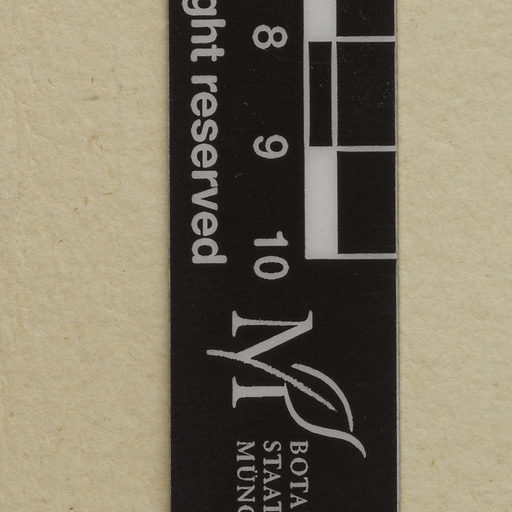 ght reserved
8 9 10
M
BOTA
STAAT
MÜNC